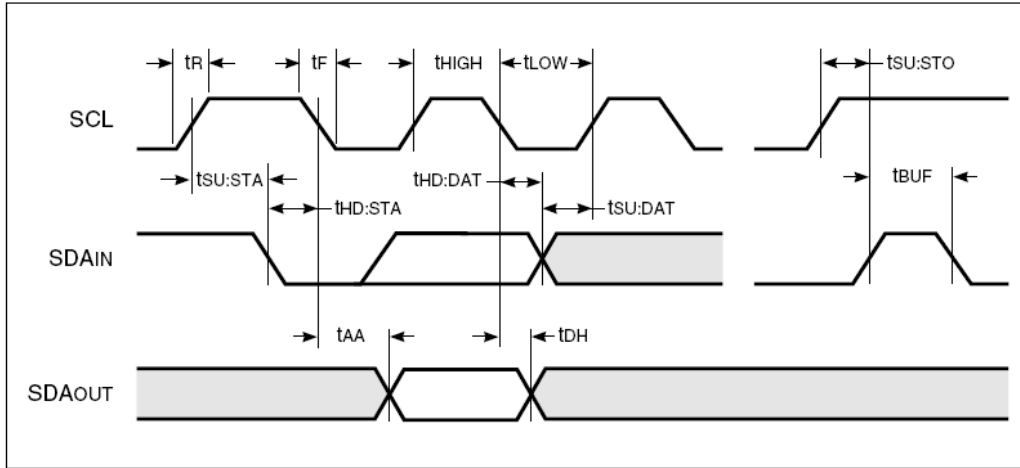 tR tF tHIGH tLOW tSU:STO
SCL
tSU:STA tHD:DAT tBUF
tHD:STA tSU:DAT
SDAIN
tAA tDH
SDAOUT